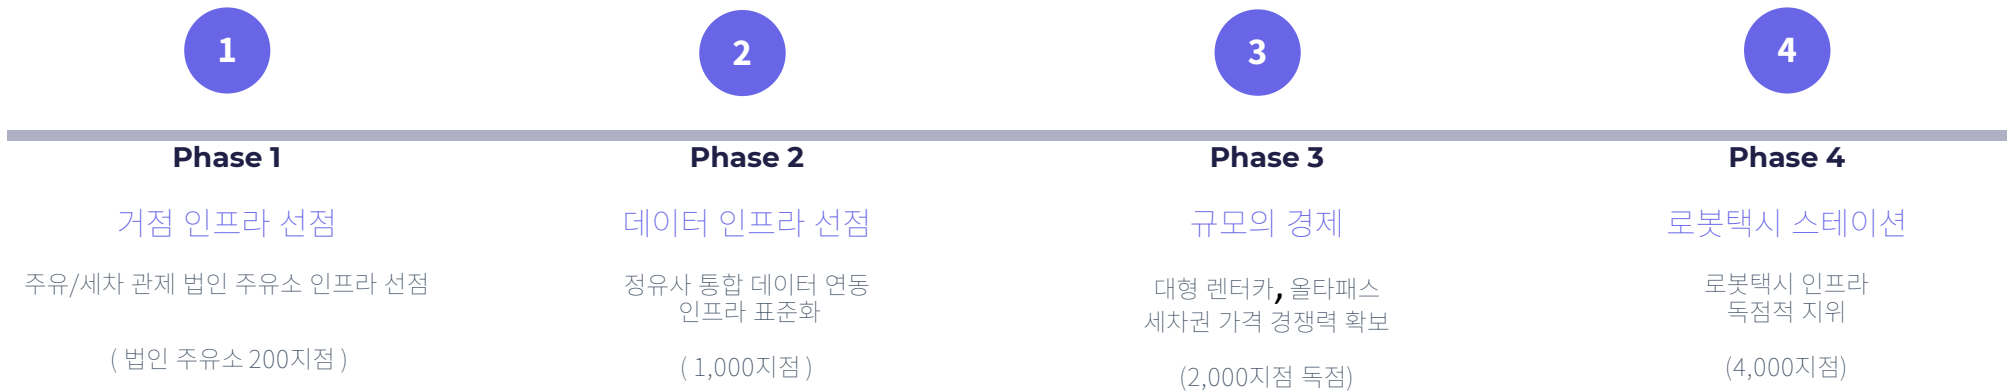 1
Phase 1
거점 인프라 선점
주유/세차 관제 법인 주유소 인프라 선점
( 법인 주유소 200지점 )
2
Phase 2
데이터 인프라 선점
정유사 통합 데이터 연동
인프라 표준화
( 1,000지점 )
3
Phase 3
규모의 경제
대형 렌터카, 올타패스
세차권 가격 경쟁력 확보
(2,000지점 독점)
4
Phase 4
로봇택시 스테이션
로봇택시 인프라
독점적 지위
(4,000지점)